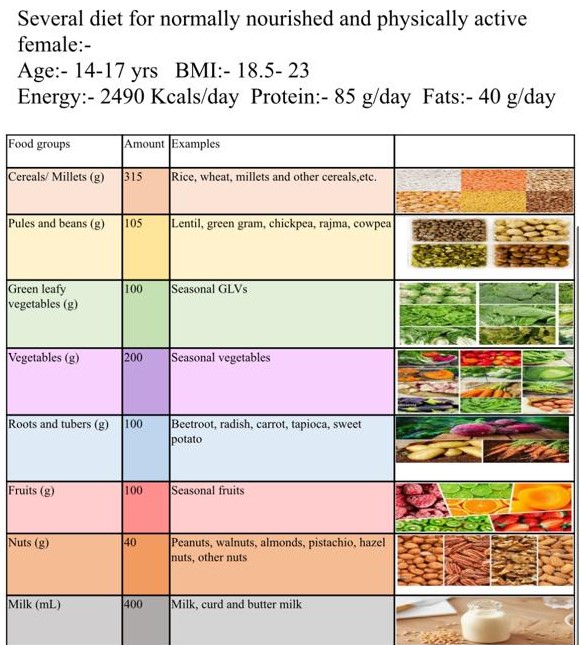 Several diet for normally nourished and physically active
female:-
Age:- 14-17 yrs BMI:- 18.5- 23
Energy:- 2490 Kcals/day Protein:- 85 g/day Fats:- 40 g/day
Food groups Amount Examples
Cereals/ Millets (g) 315 Rice, wheat, millets and other cereals,etc.
Pules and beans (g) 105 Lentil, green gram, chickpea, rajma, cowpea
Green leafy 100 Seasonal GLVs
vegetables (g)
Vegetables (g) 200 Seasonal vegetables
Roots and tubers (g) 100 Beetroot, radish, carrot, tapioca, sweet
potato
Fruits (g) 100 Seasonal fruits
Nuts (g) 40 Peanuts, walnuts, almonds, pistachio, hazel
nuts, other nuts
Milk (mL) 400 Milk, curd and butter milk